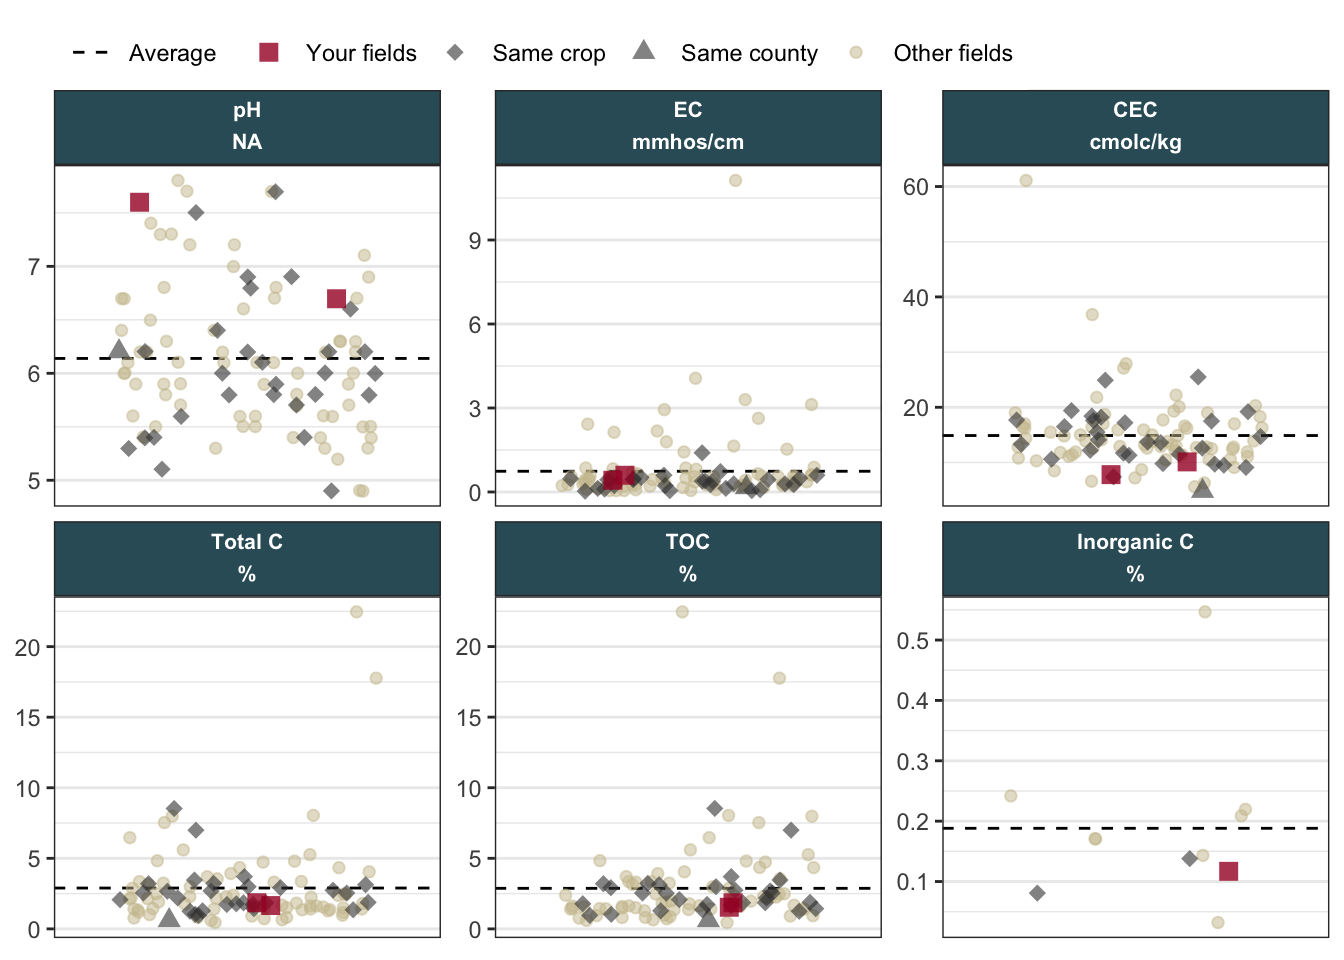 Average
Your fields
Same crop
Same county
Other fields
pH
NA
EC
mmhos/cm
CEC
cmolc/kg
7
6
5
9
6
3
0
60
40
20
Total C
%
TOC
%
Inorganic C
%
20
15
10
5
0
20
15
10
5
0
0.5
0.4
0.3
0.2
0.1